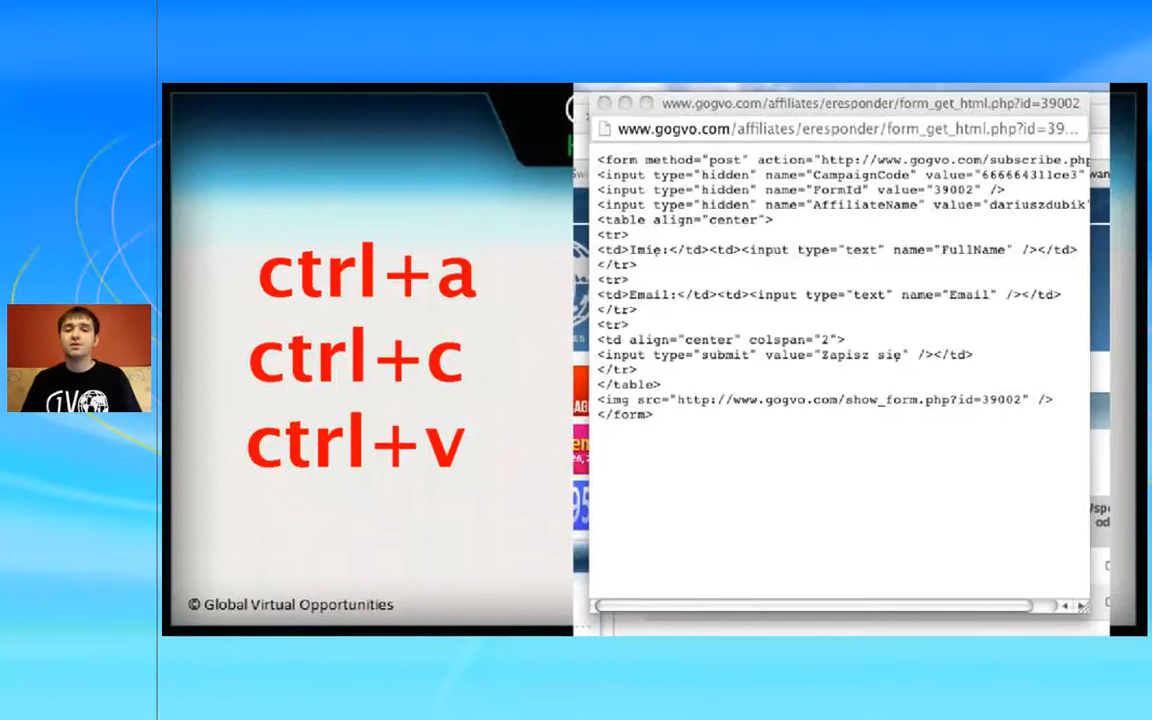 ctrl+a
ctrl+c
ctrl+v
© Global Virtual Opportunities
www.gogvo.com/affiliates/eresponder/form_get_html.php?id=39002
www.gogvo.com/affiliates/eresponder/form_get_html.php?id=39...
<form method="post" action="http://www.gogvo.com/subscribe.php
<input type="hidden" name="CampaignCode" value="666664311ce3"
<input type="hidden" name="FormId" value="39002" />
<input type="hidden" name="AffiliateName" value="dariuszdubik"
<table align="center">
<tr>
<td>Imię:</td><td><input type="text" name="FullName" /></td>
</tr>
<tr>
<td>Email:</td><td><input type="text" name="Email" /></td>
</tr>
<tr>
<td align="center" colspan="2">
<input type="submit" value="Zapisz się" /></td>
</tr>
</table>
<img src="http://www.gogvo.com/show_form.php?id=39002" />
</form>